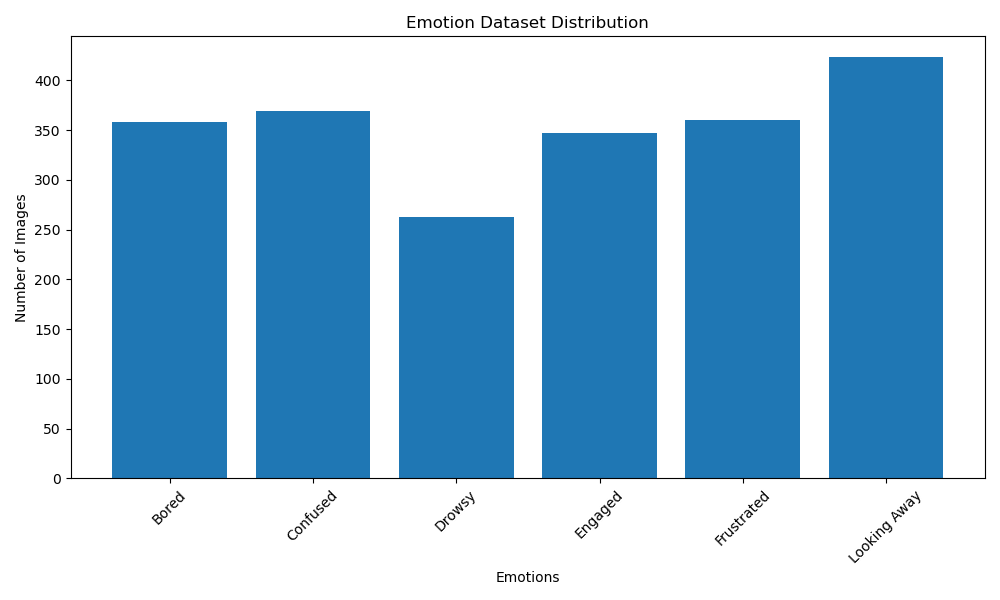 Emotion Dataset Distribution
Number of Images
400
350
300
250
200
150
100
50
0
Bored
Confused
Drowsy
Engaged
Frustrated
Looking Away
Emotions